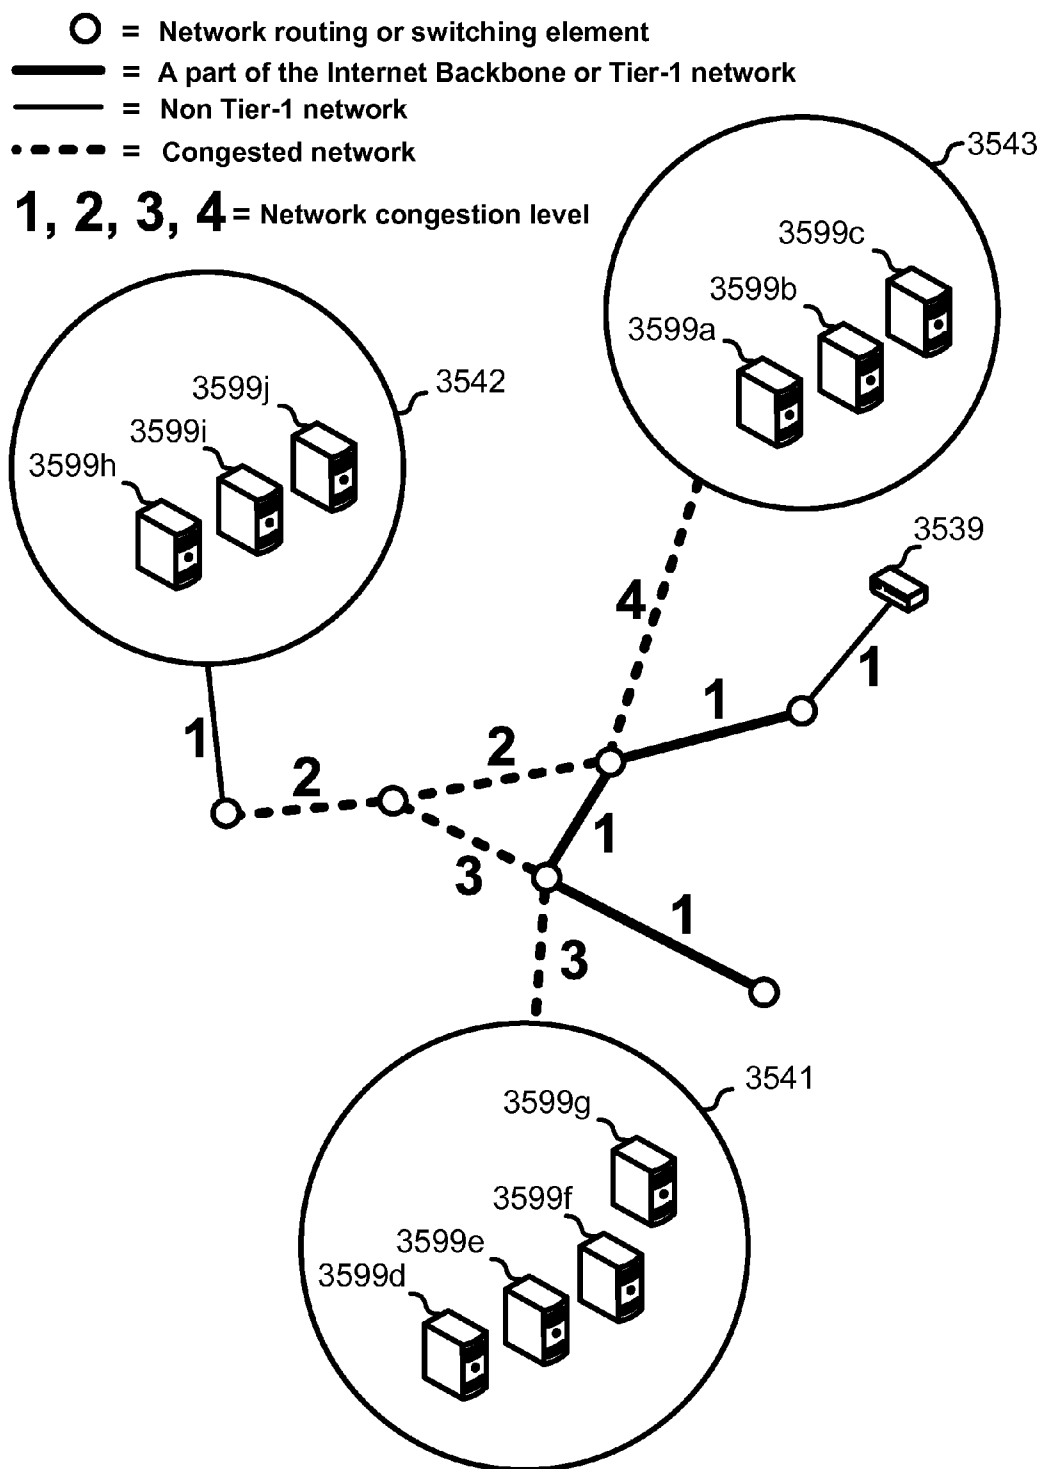 = Network routing or switching element
= A part of the Internet Backbone or Tier-1 network
= Non Tier-1 network
= Congested network
1, 2, 3, 4 = Network congestion level
3543
3599c
3599b
3599a
3542
3599j
3599i
3599h
3539
4
1
1
1
2
2
1
3
1
3
3541
3599g
3599f
3599e
3599d